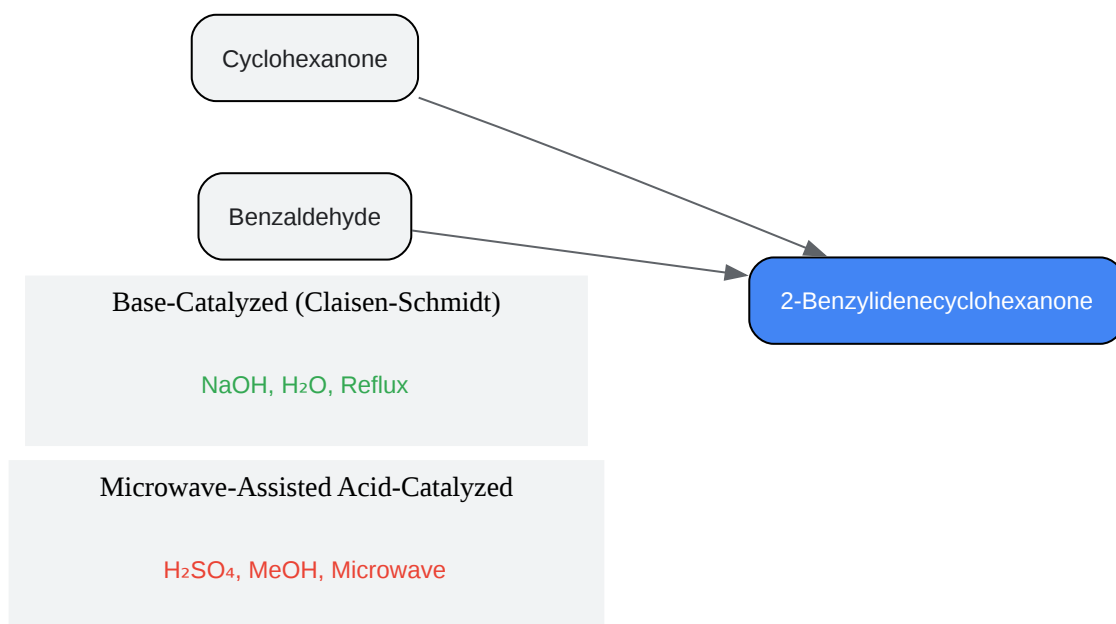 Cyclohexanone
Benzaldehyde
2-Benzylidenecyclohexanone
Base-Catalyzed (Claisen-Schmidt)
NaOH, H₂O, Reflux
Microwave-Assisted Acid-Catalyzed
H₂SO₄, MeOH, Microwave